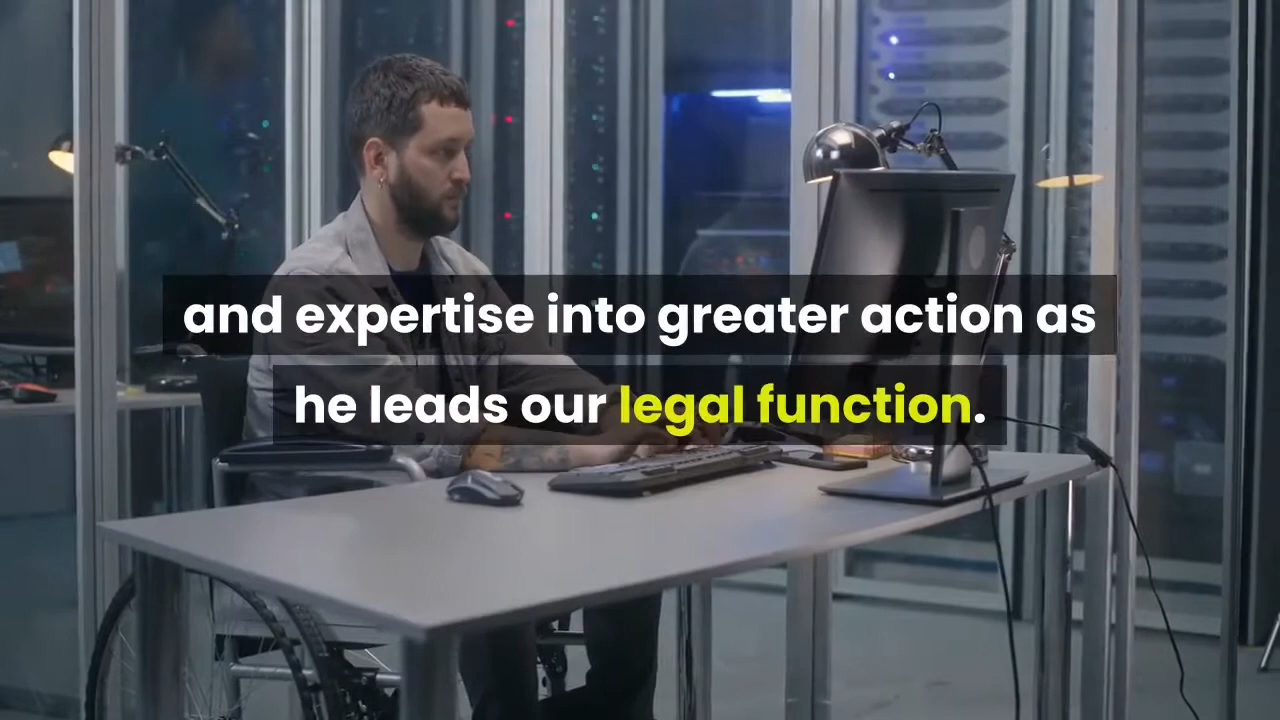 and expertise into greater action as
he leads our legal function.